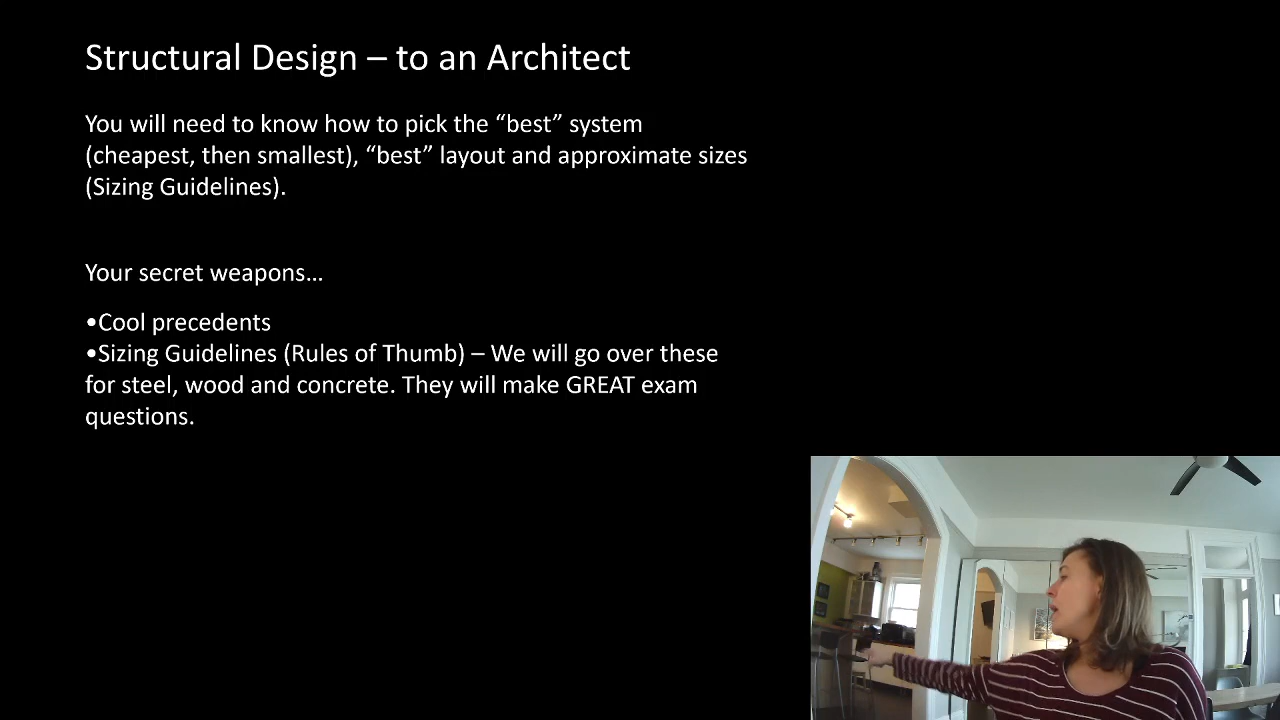 Structural Design – to an Architect
You will need to know how to pick the “best” system
(cheapest, then smallest), “best” layout and approximate sizes
(Sizing Guidelines).
Your secret weapons…
•Cool precedents
•Sizing Guidelines (Rules of Thumb) – We will go over these
for steel, wood and concrete. They will make GREAT exam
questions.